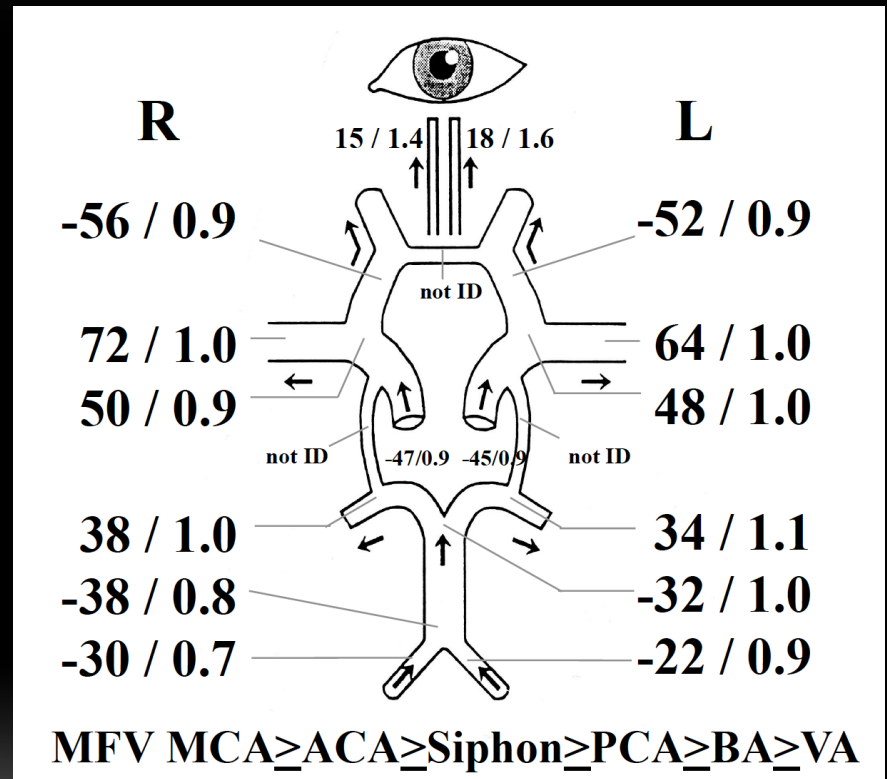 R
L
15 / 1.4
18 / 1.6
-56 / 0.9
-52 / 0.9
not ID
72 / 1.0
64 / 1.0
50 / 0.9
48 / 1.0
not ID
-47/0.9
-45/0.9
not ID
38 / 1.0
34 / 1.1
-38 / 0.8
-32 / 1.0
-30 / 0.7
-22 / 0.9
MFV MCA≥ACA≥Siphon≥PCA≥BA≥VA